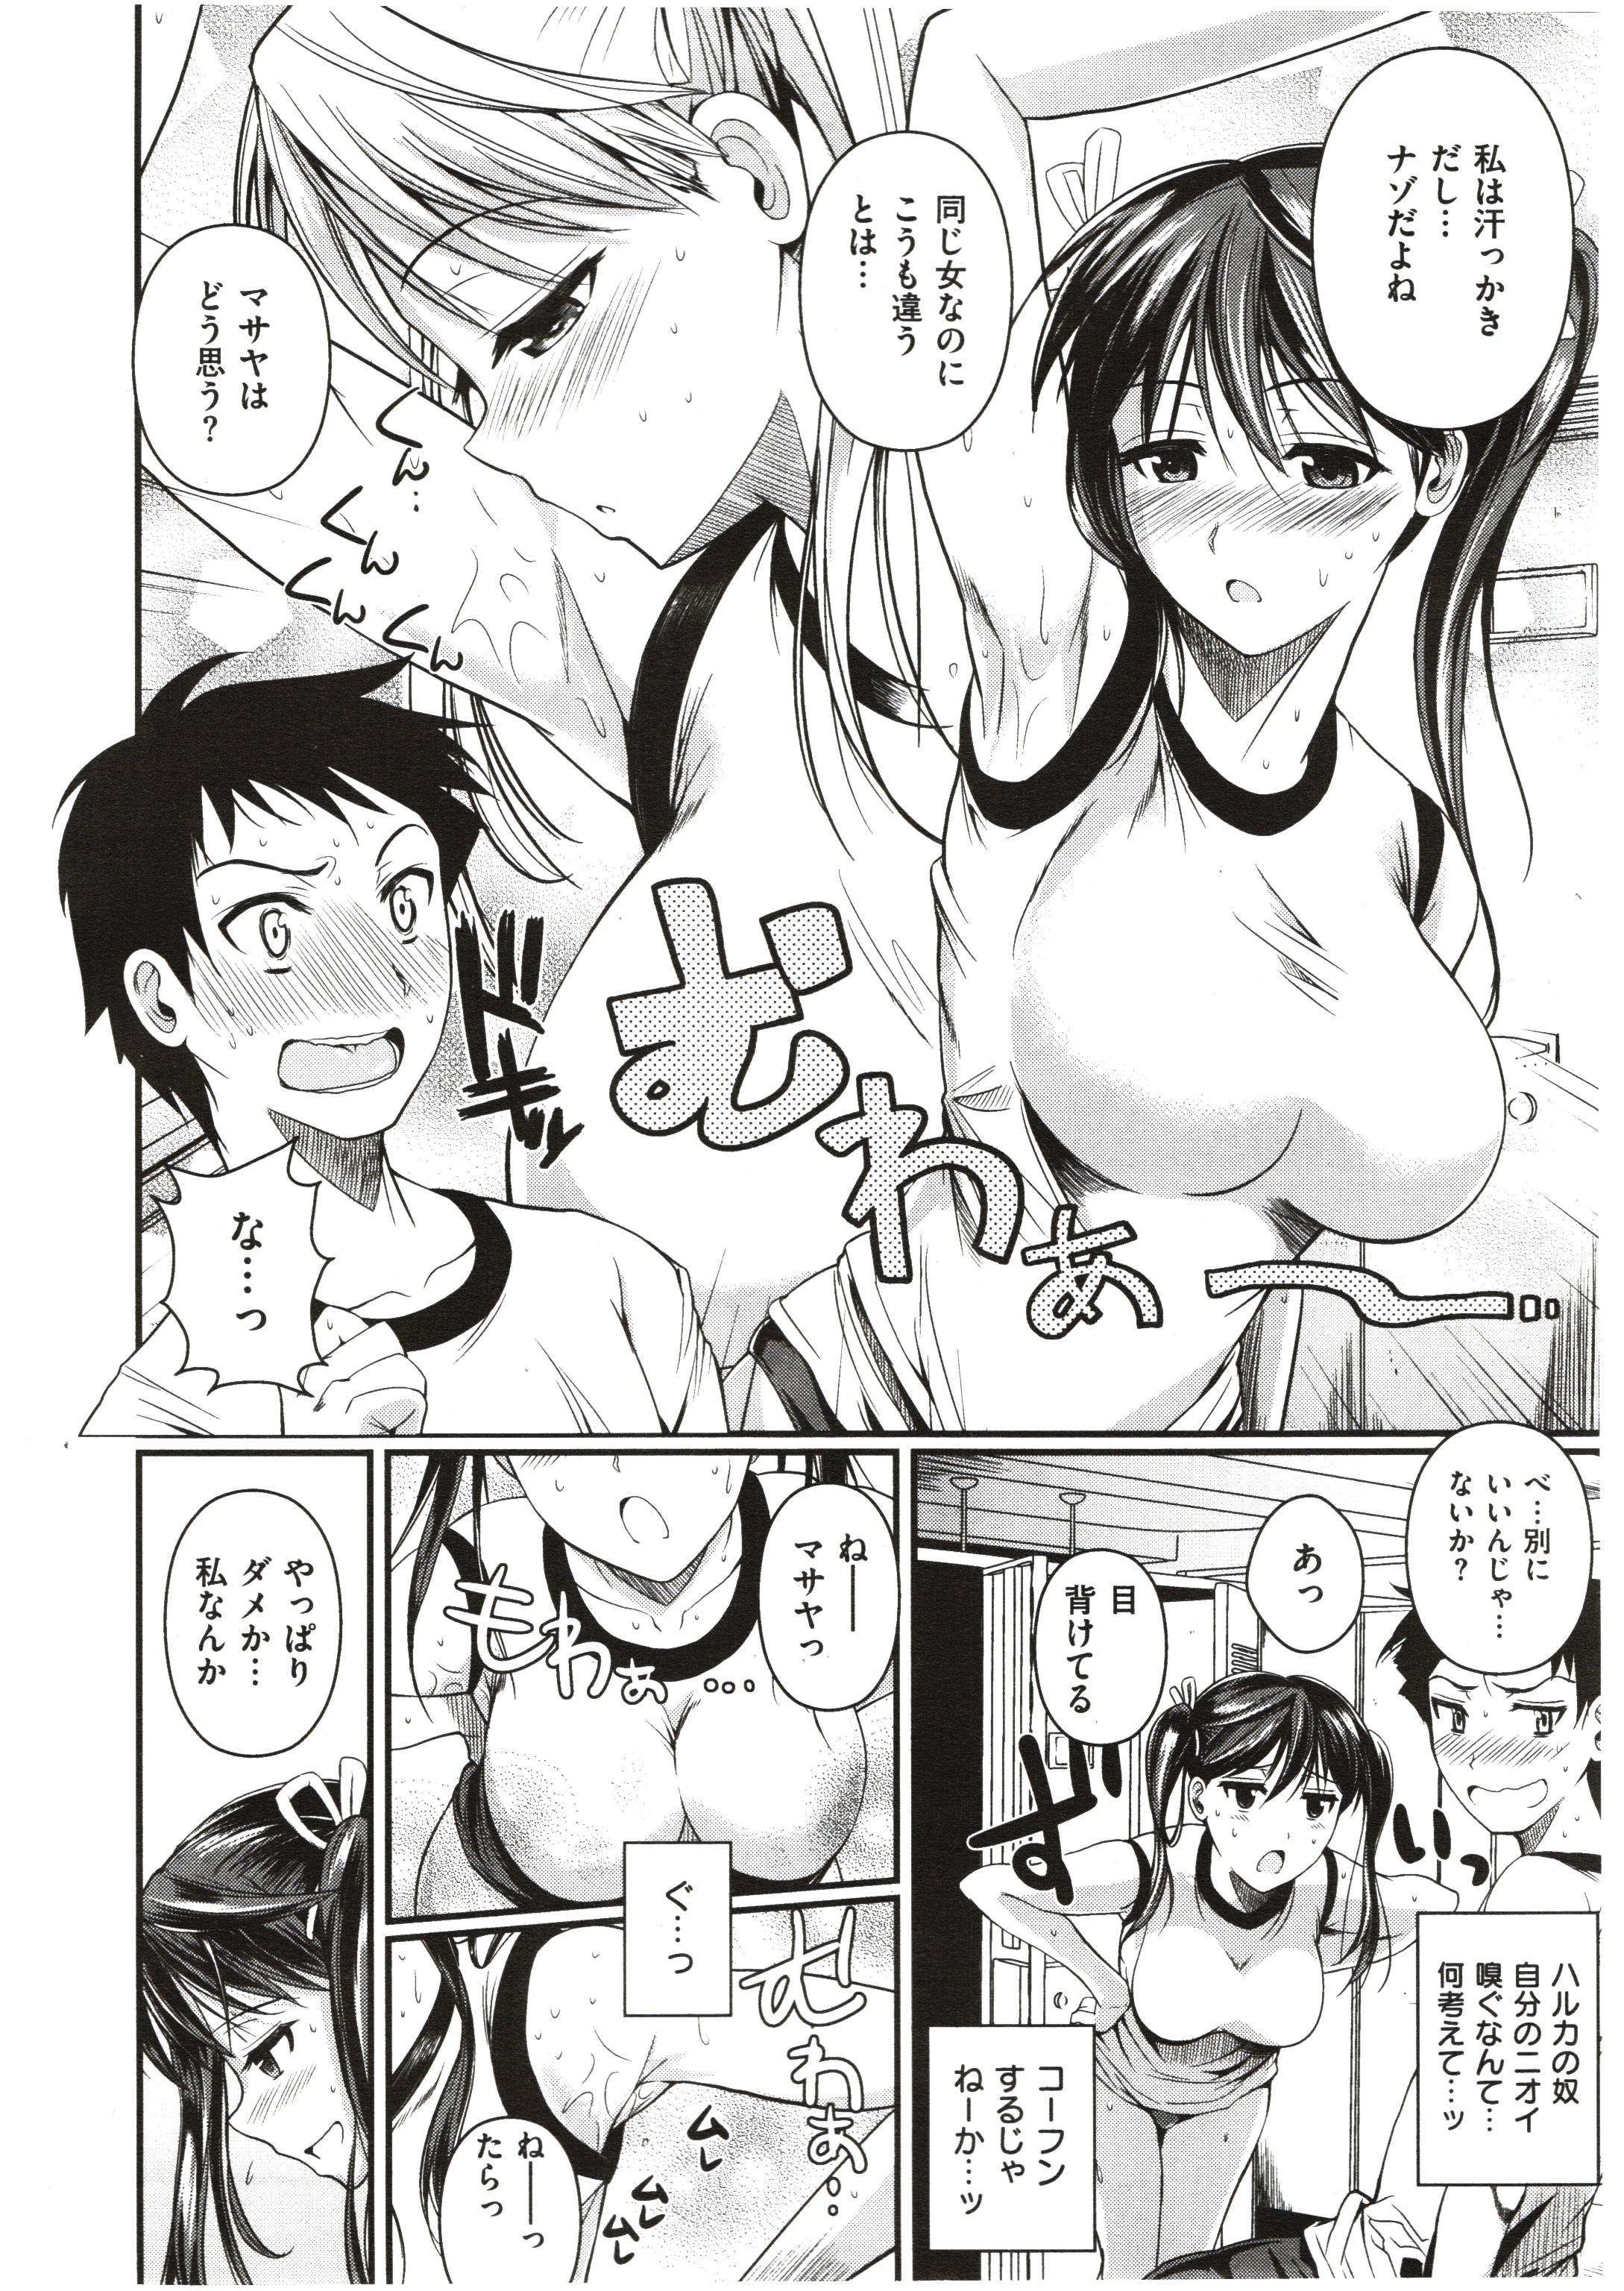 私は汗っかき
だし…
ナゾだよね
同じ女なのに
こうも違う
とは…
くん…
くん
くんくん
マサヤは
どう思う?
むわぁ〜…
ドキッ
な…っ
べ…別に
いいんじゃ…
ないか?
あっ
目
背けてる
ずいっ
ハルカの奴
自分のニオイ
嗅ぐなんて…
何考えて…ッ
コーフン
するじゃ
ねーか…ッ
ねーー
マサヤっ
もわぁ…
ぐ…っ
むわぁ…
ムレ
ムレ
ムレ
ねーーっ
たらっ
やっぱり
ダメか…
私なんか